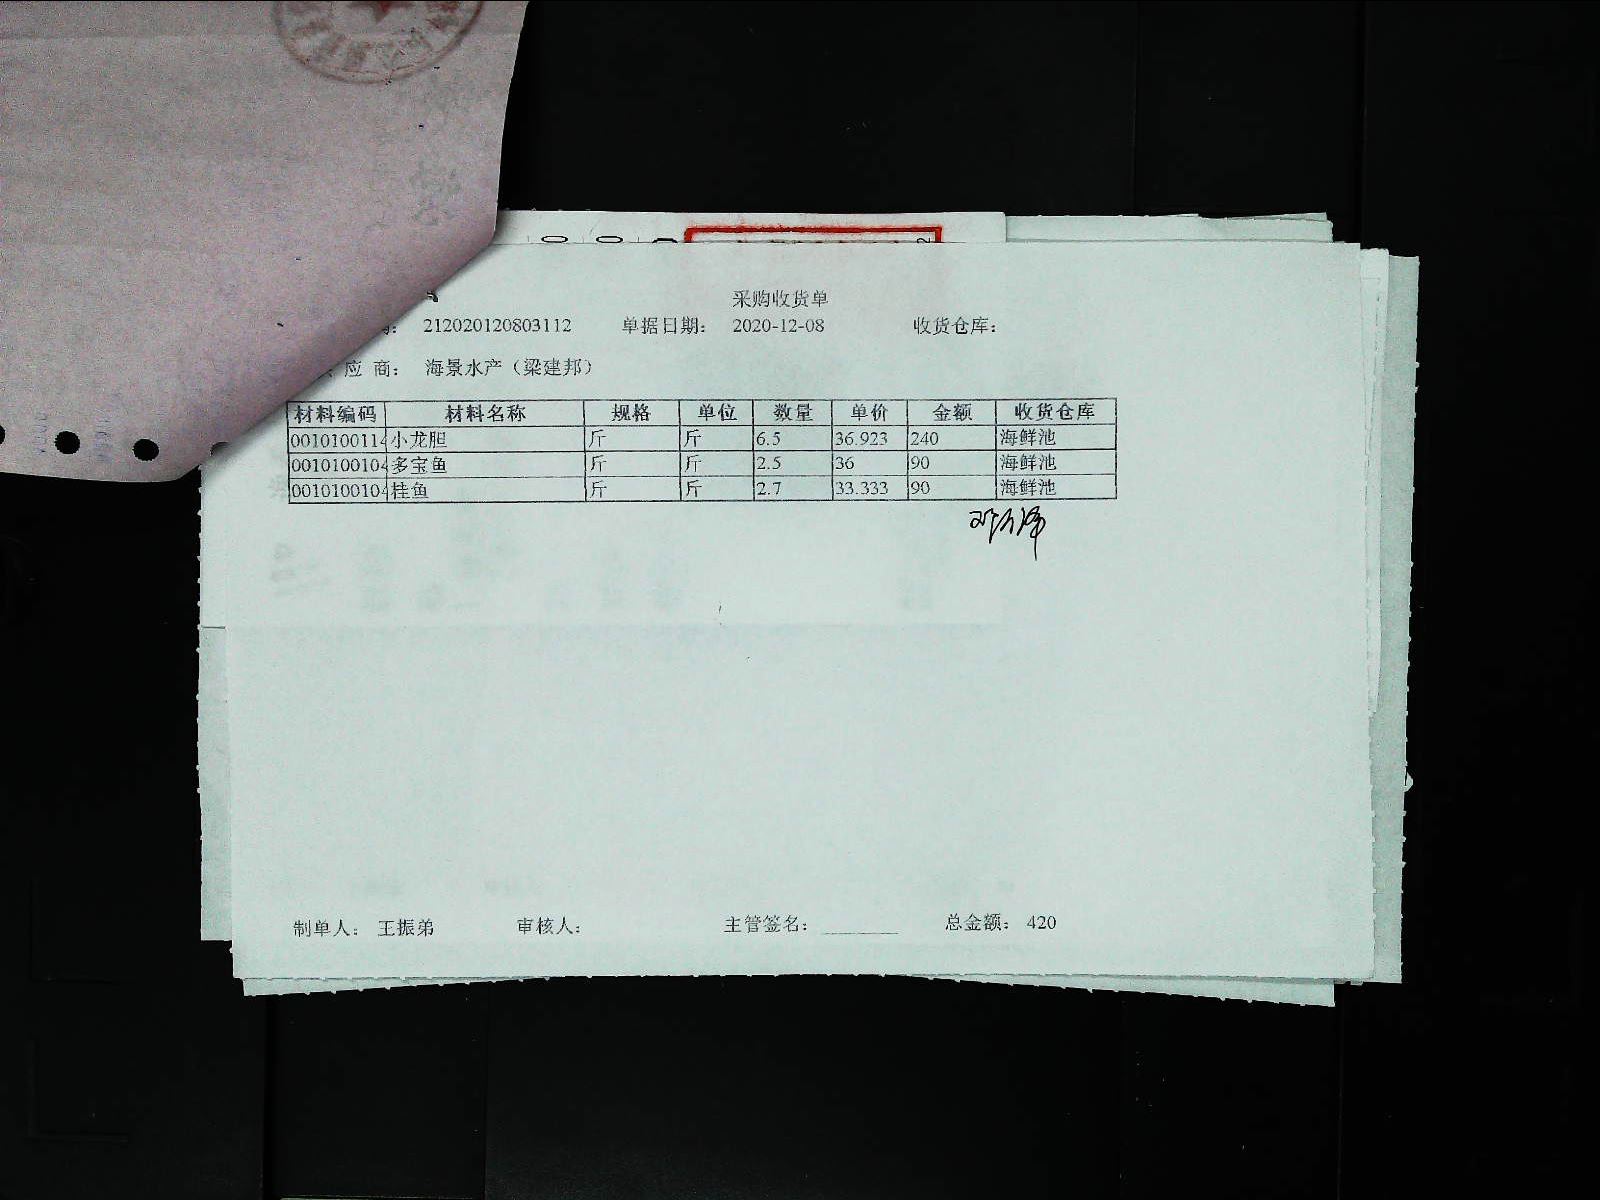 采购收货单
212020120803112 单据日期: 2020-12-08 收货仓库:
应 商: 海景水产（梁建邦）
材料编码 材料名称 规格 单位 数量 单价 金额 收货仓库
0010100114 小龙胆 斤 斤 6.5 36.923 240 海鲜池
0010100104 多宝鱼 斤 斤 2.5 36 90 海鲜池
0010100104 桂鱼 斤 斤 2.7 33.333 90 海鲜池
制单人: 王振弟 审核人: 主管签名: ________ 总金额: 420